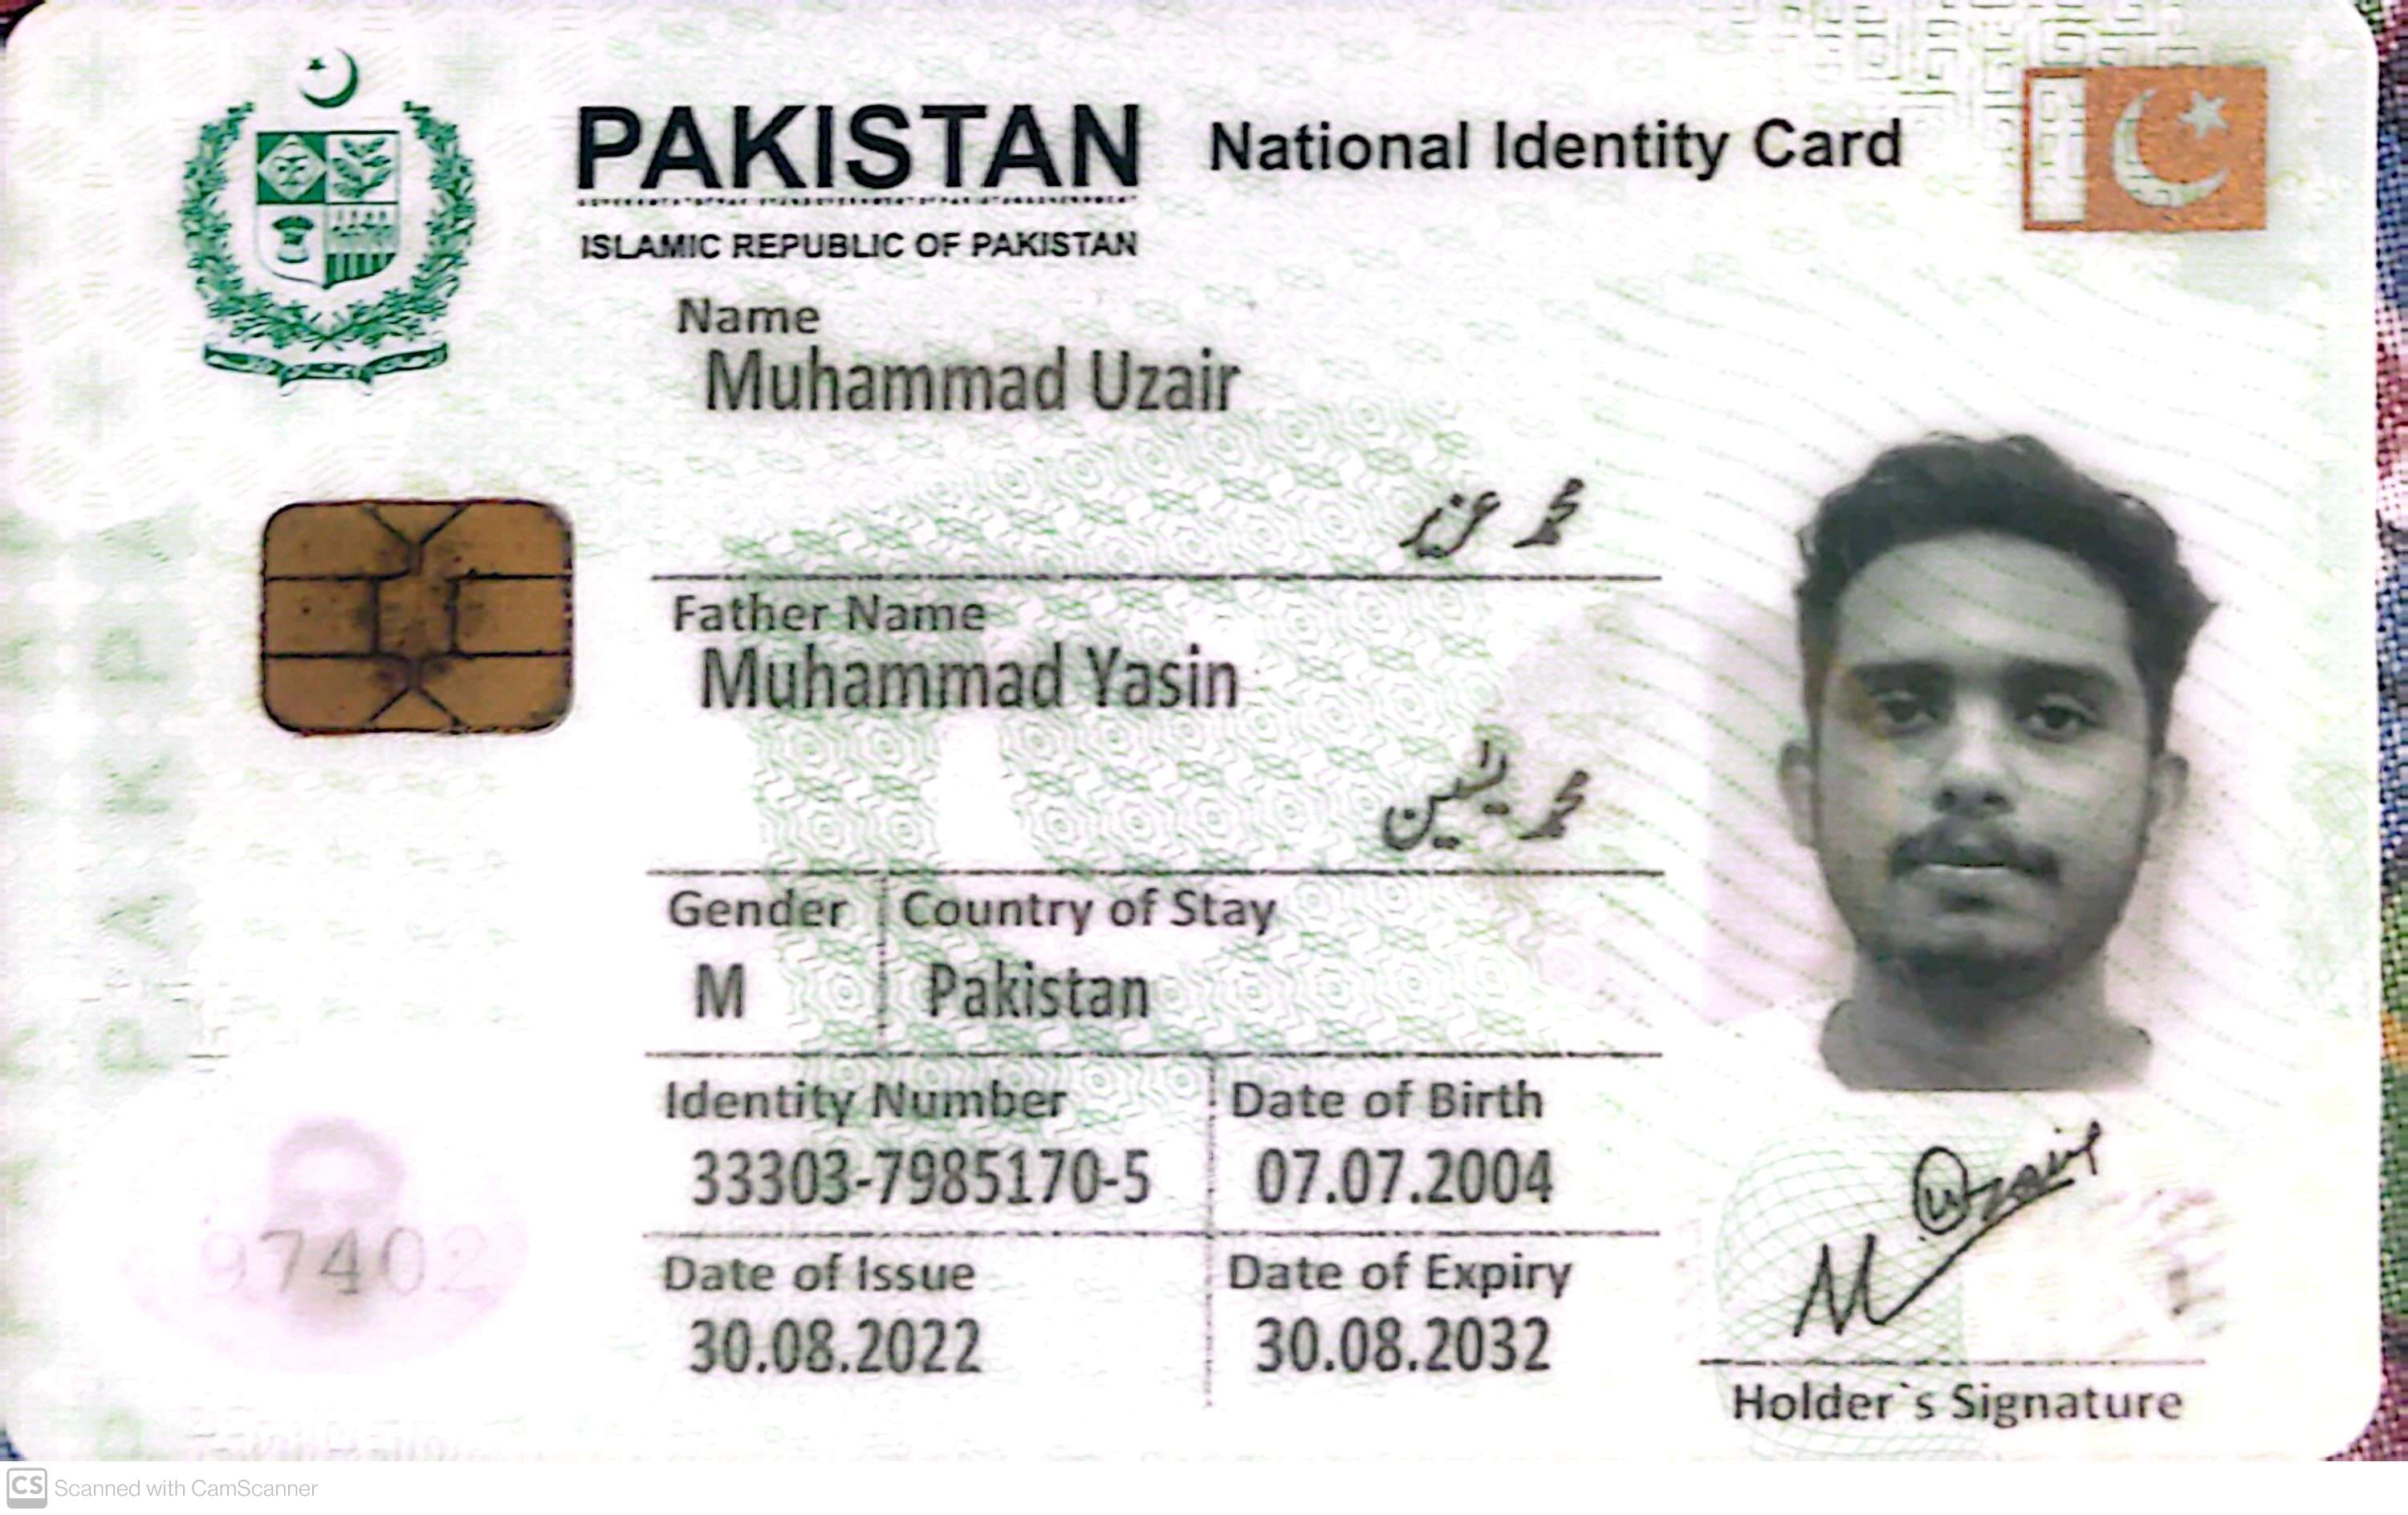 PAKISTAN National Identity Card
ISLAMIC REPUBLIC OF PAKISTAN
Name
Muhammad Uzair
محمد عزیر
Father Name
Muhammad Yasin
محمد یٰسین
Gender Country of Stay
M Pakistan
Identity Number Date of Birth
33303-7985170-5 07.07.2004
Date of Issue Date of Expiry
30.08.2022 30.08.2032
97402
M Uzair
Holder`s Signature
CS Scanned with CamScanner